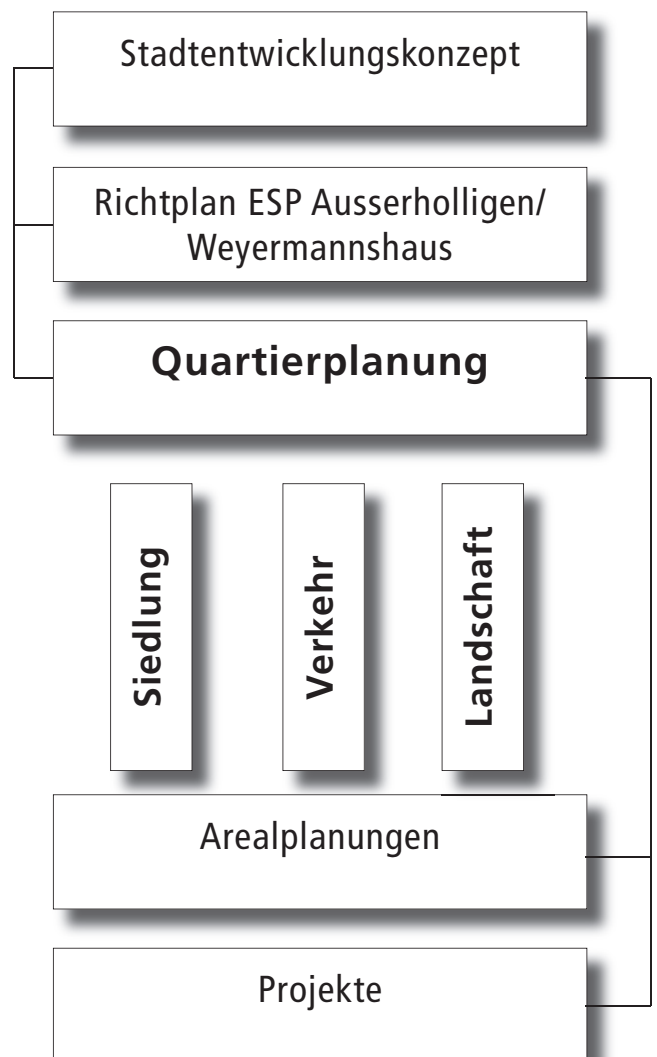 Stadtentwicklungskonzept
Richtplan ESP Ausserholligen/
Weyermannshaus
Quartierplanung
Siedlung
Verkehr
Landschaft
Arealplanungen
Projekte